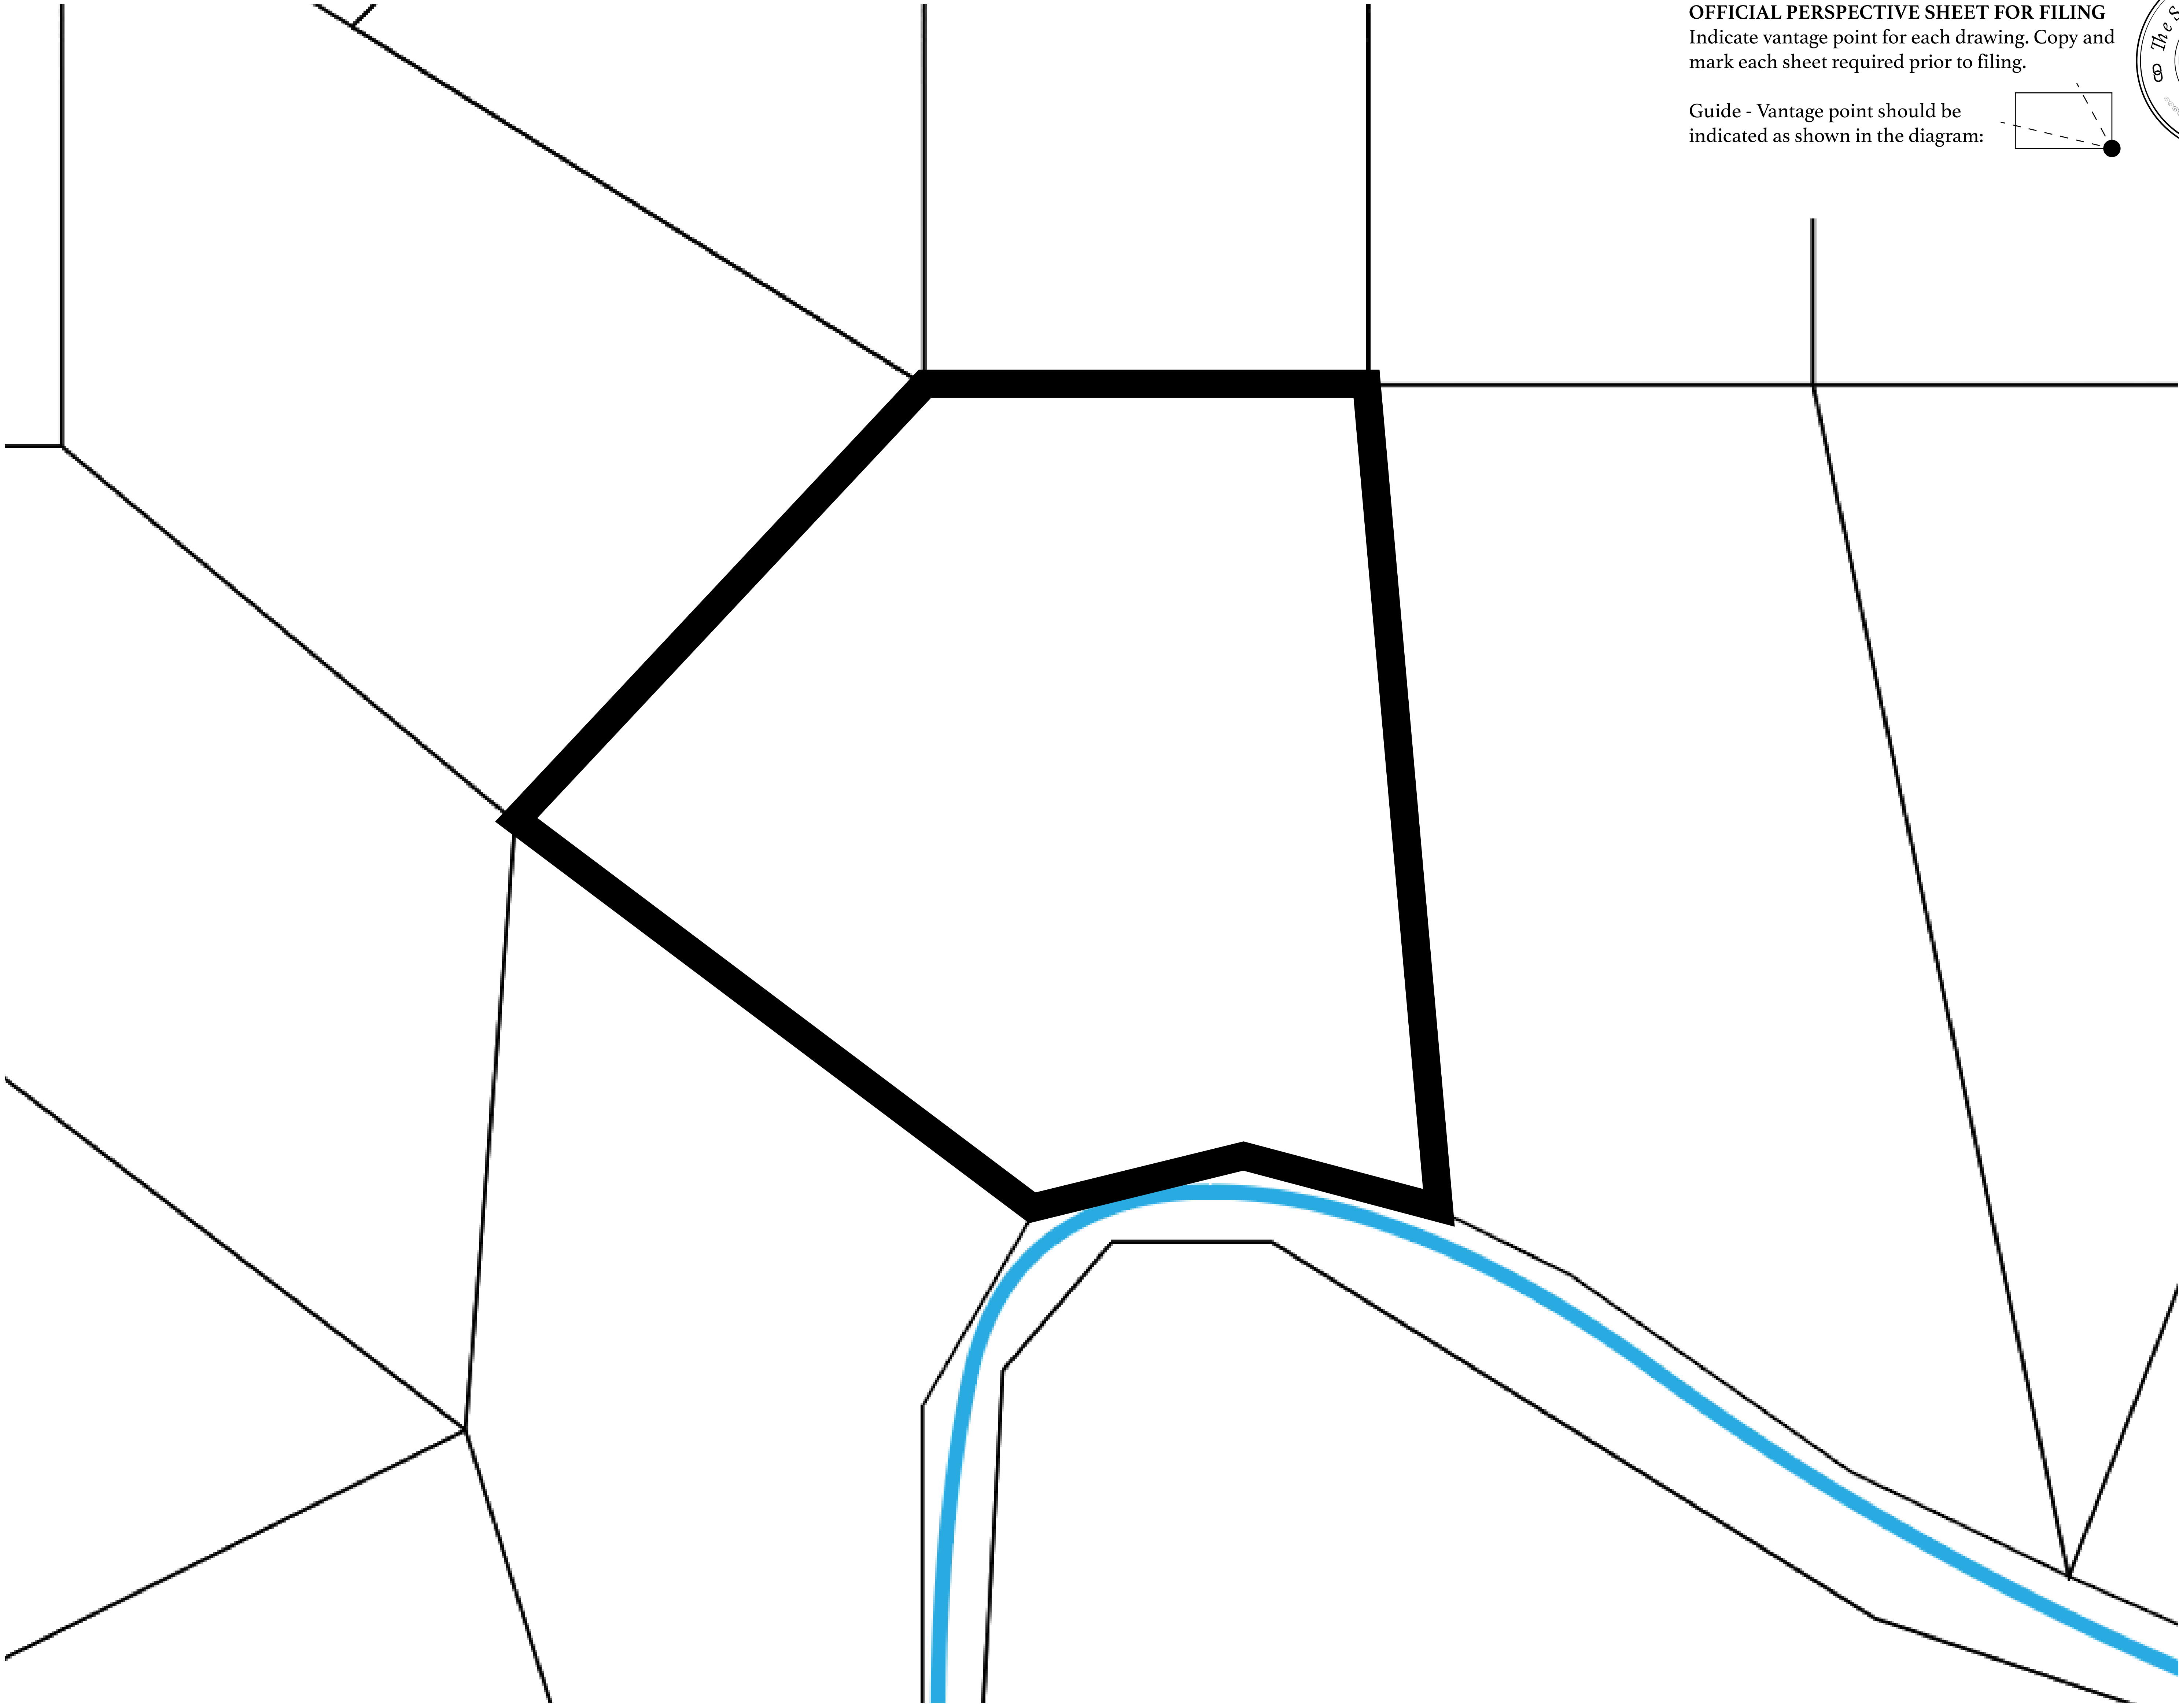 OFFICIAL PERSPECTIVE SHEET FOR FILING
Indicate vantage point for each drawing. Copy and
mark each sheet required prior to filing.
Guide - Vantage point should be
indicated as shown in the diagram:
The